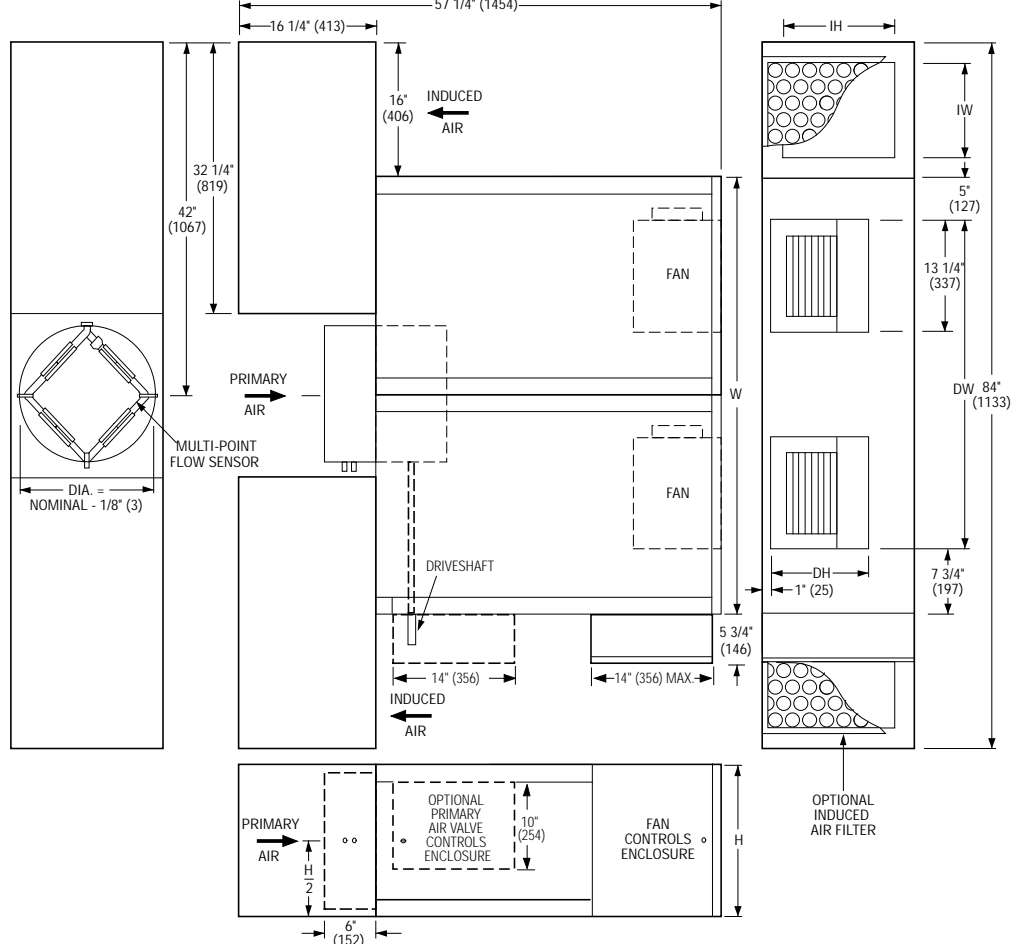 57 1/4" (1454)
16 1/4" (413)
IH
16"
(406)
INDUCED
AIR
IW
32 1/4"
(819)
42"
(1067)
5"
(127)
FAN
13 1/4"
(337)
PRIMARY
AIR
W
DW
84"
(1133)
MULTI-POINT
FLOW SENSOR
DIA. =
NOMINAL - 1/8" (3)
FAN
DRIVESHAFT
DH
1" (25)
7 3/4"
(197)
5 3/4"
(146)
14" (356)
14" (356) MAX.
INDUCED
AIR
OPTIONAL
INDUCED
AIR FILTER
PRIMARY
AIR
OPTIONAL
PRIMARY
AIR VALVE
CONTROLS
ENCLOSURE
10"
(254)
FAN
CONTROLS
ENCLOSURE
H
H
2
6"
(152)